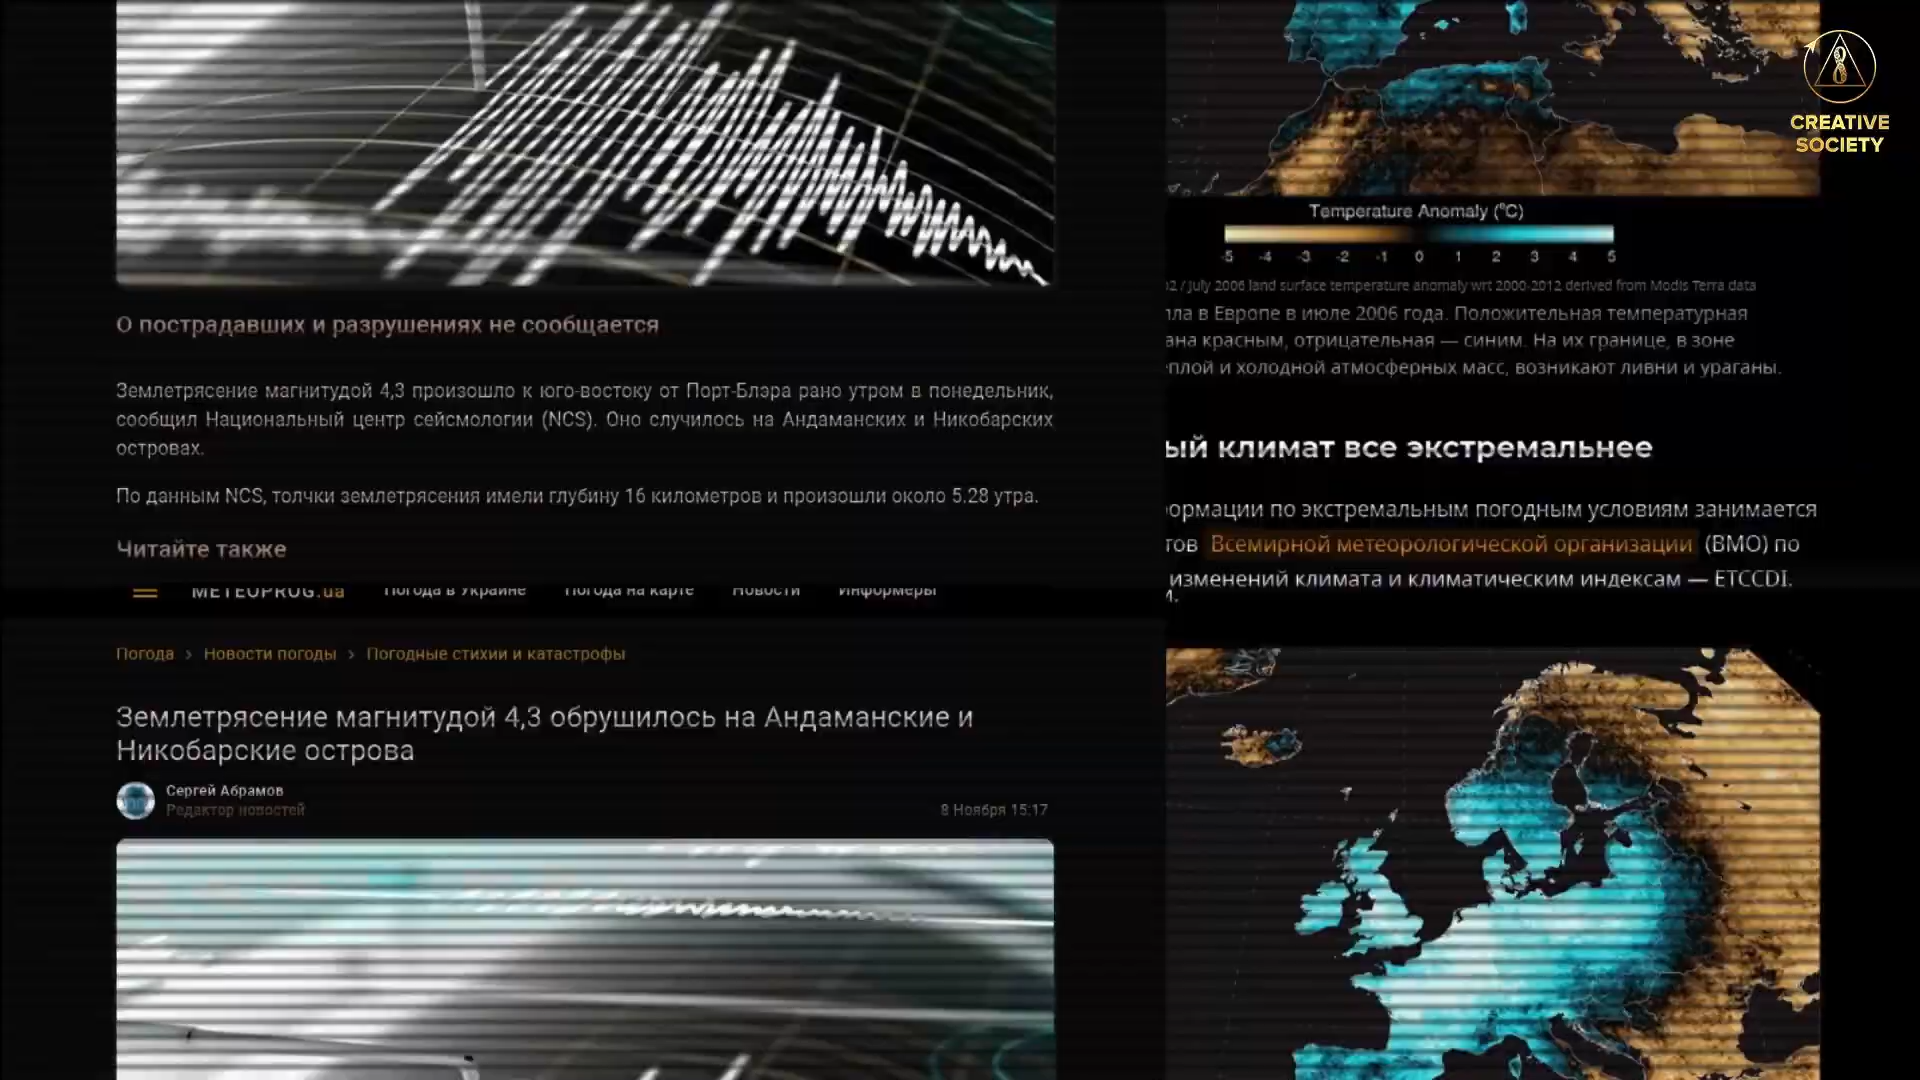 О пострадавших и разрушениях не сообщается
Землетрясение магнитудой 4,3 произошло к юго-востоку от Порт-Блэра рано утром в понедельник,
сообщил Национальный центр сейсмологии (NCS). Оно случилось на Андаманских и Никобарских
островах.
По данным NCS, толчки землетрясения имели глубину 16 километров и произошли около 5.28 утра.
Читайте также
METEOPROG.ua Погода в Украине Погода на карте Новости Информеры
Погода › Новости погоды › Погодные стихии и катастрофы
Землетрясение магнитудой 4,3 обрушилось на Андаманские и
Никобарские острова
Сергей Абрамов
Редактор новостей
8 Ноября 15:17
CREATIVE
SOCIETY
Temperature Anomaly (°C)
-5 -4 -3 -2 -1 0 1 2 3 4 5
/ July 2006 land surface temperature anomaly wrt 2000-2012 derived from Modis Terra data
в Европе в июле 2006 года. Положительная температурная
красным, отрицательная — синим. На их границе, в зоне
и холодной атмосферных масс, возникают ливни и ураганы.
ый климат все экстремальнее
ормации по экстремальным погодным условиям занимается
тов Всемирной метеорологической организации (ВМО) по
изменений климата и климатическим индексам — ETCCDI.